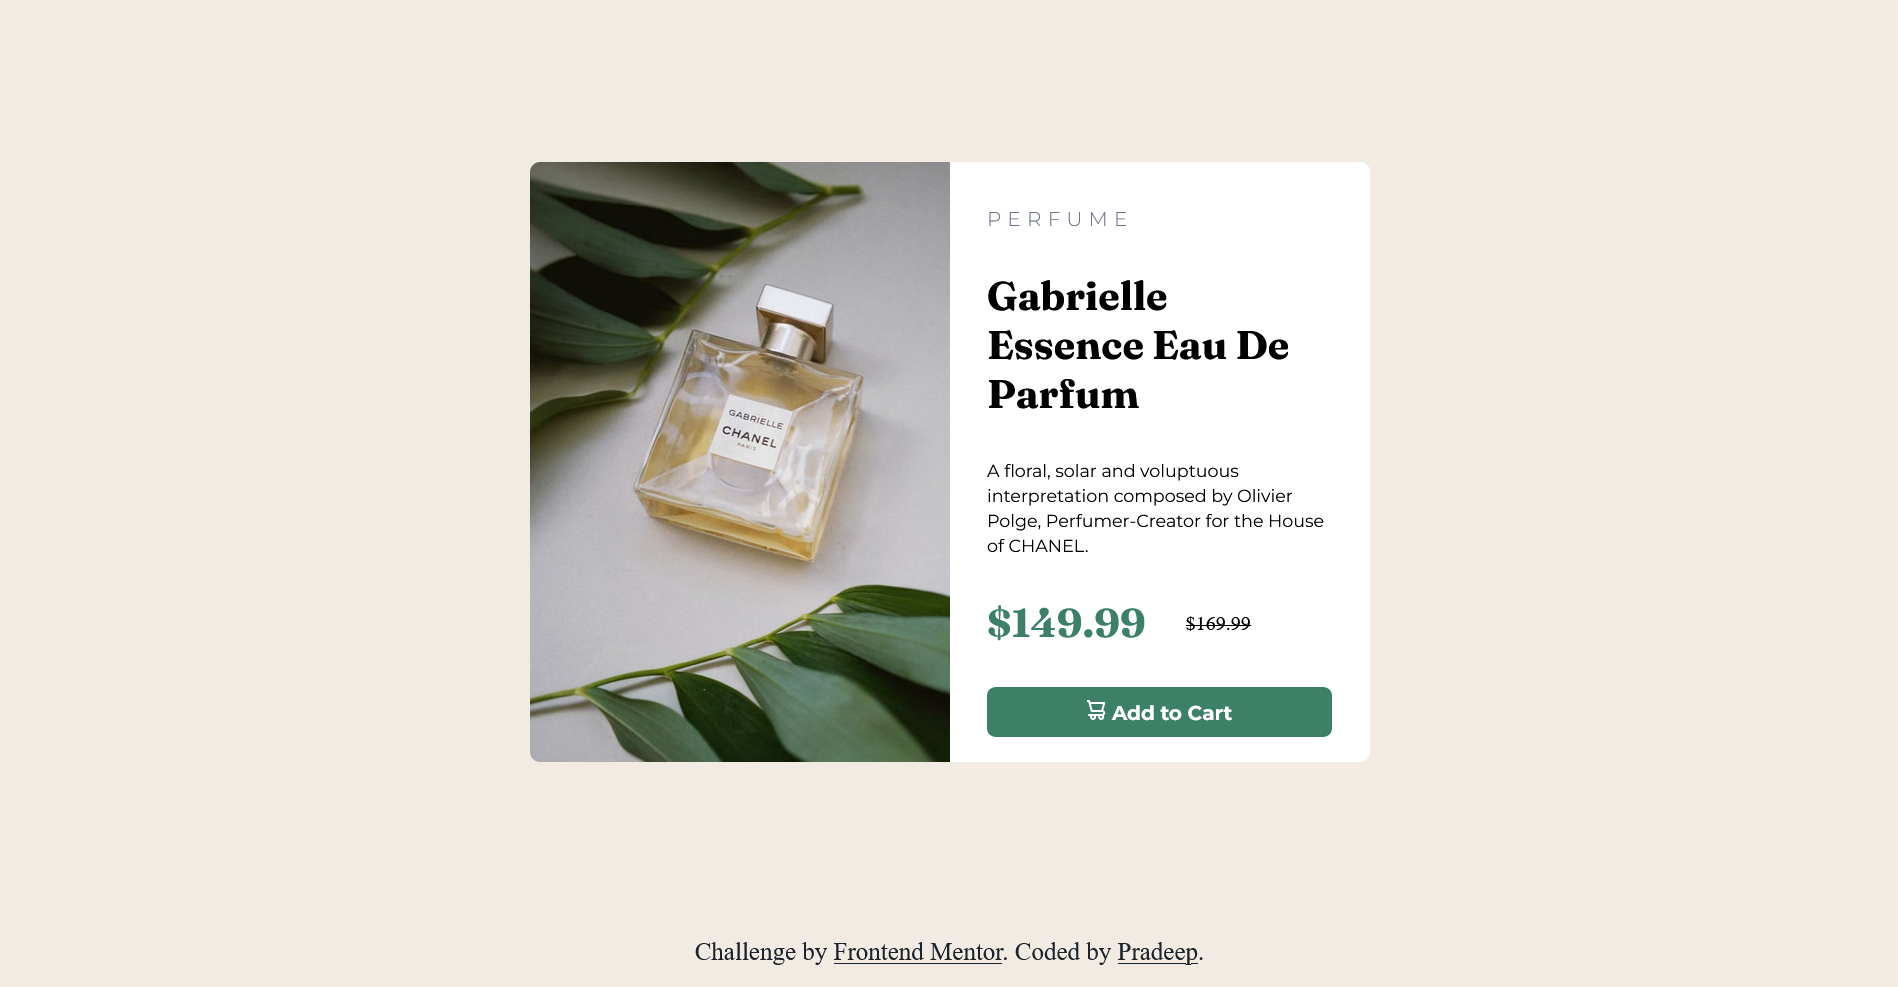 GABRIELLE
CHANEL
PARIS
PERFUME
Gabrielle
Essence Eau De
Parfum
A floral, solar and voluptuous
interpretation composed by Olivier
Polge, Perfumer-Creator for the House
of CHANEL.
$149.99 $169.99
Add to Cart
Challenge by Frontend Mentor. Coded by Pradeep.